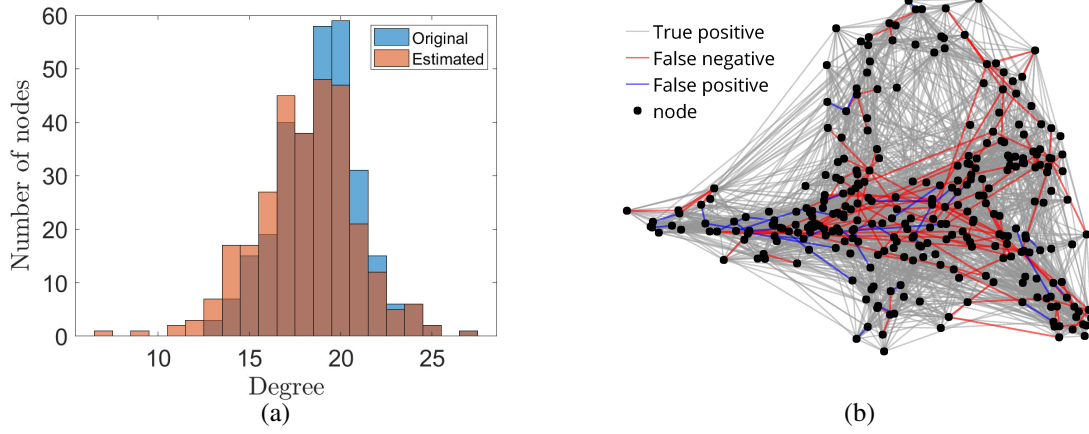 60
50
40
30
20
10
0
Number of nodes
Original
Estimated
10
15
20
25
Degree
(a)
True positive
False negative
False positive
node
(b)